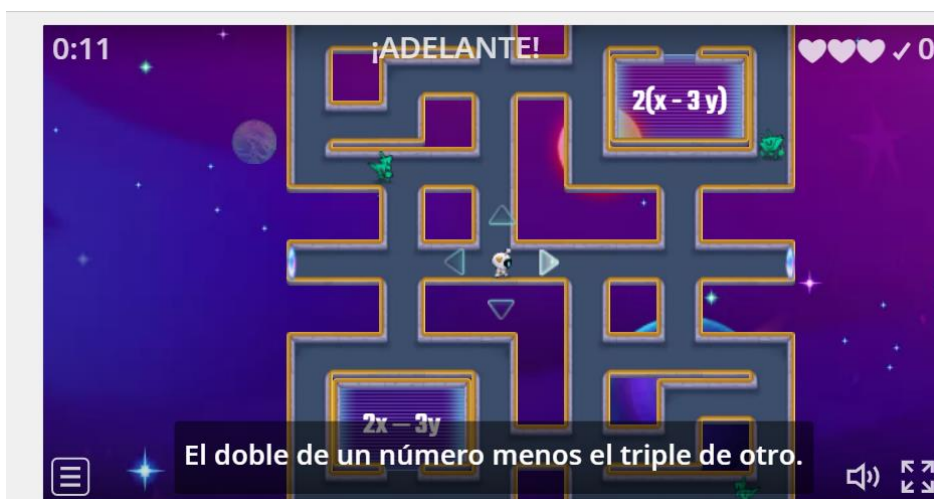 0:11
¡ADELANTE!
✓ 0
2(x - 3 y)
2x — 3y
El doble de un número menos el triple de otro.